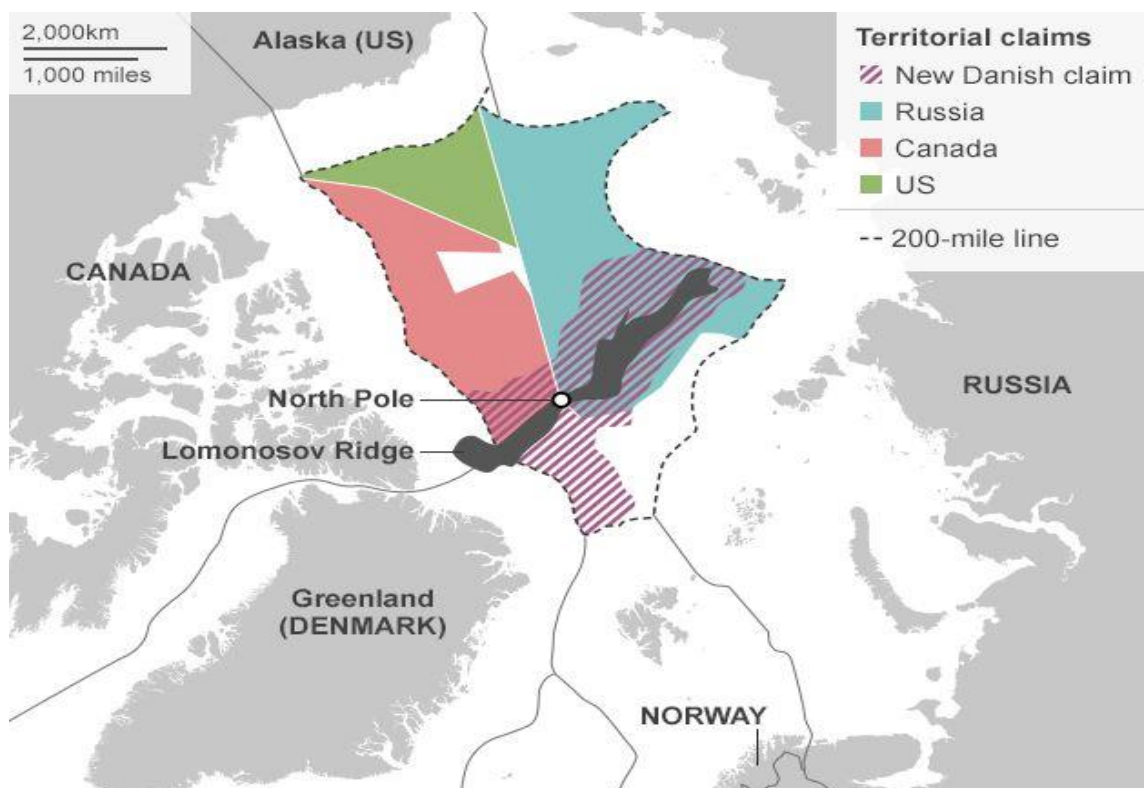 2,000km
1,000 miles
Alaska (US)
Territorial claims
New Danish claim
Russia
Canada
US
200-mile line
CANADA
RUSSIA
North Pole
Lomonosov Ridge
Greenland
(DENMARK)
NORWAY